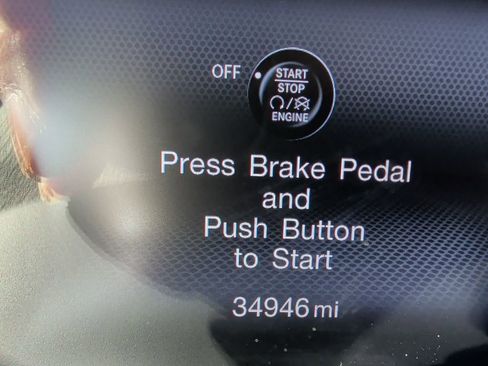 OFF
START
STOP
ENGINE
Press Brake Pedal
and
Push Button
to Start
34946 mi